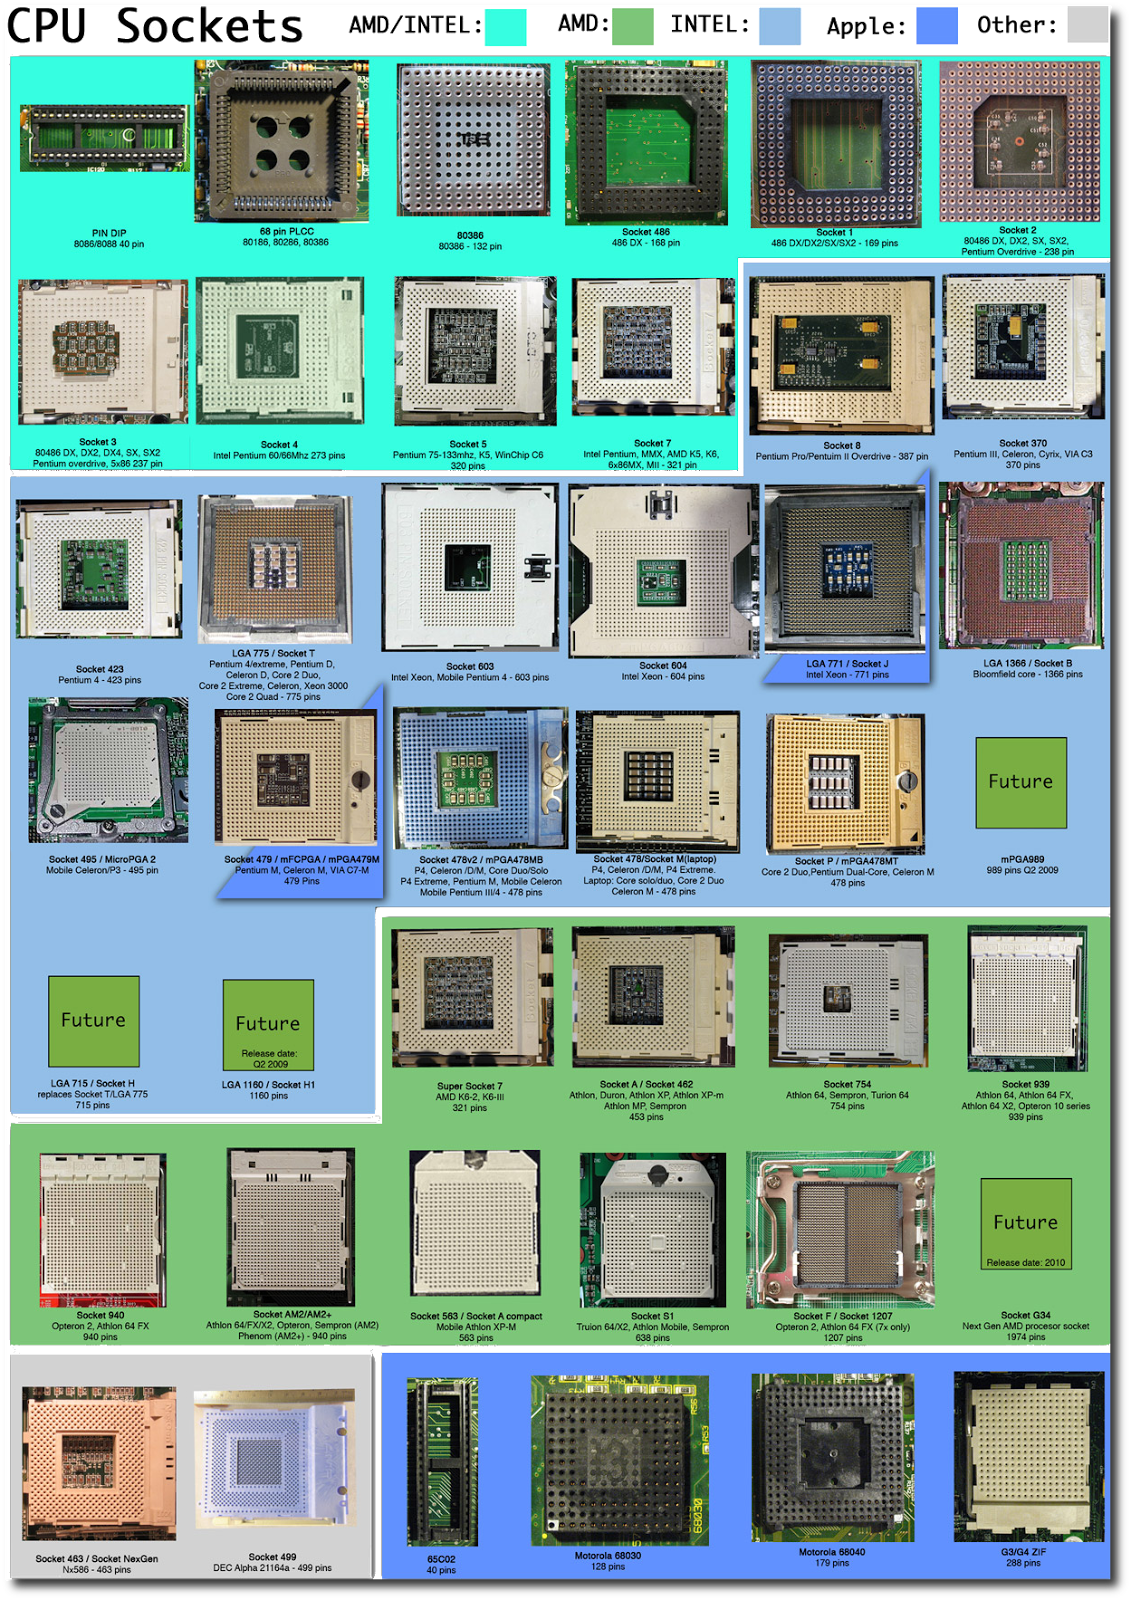 CPU Sockets
AMD/INTEL:
AMD:
INTEL:
Apple:
Other:
PIN DIP
8086/8088 40 pin
68 pin PLCC
80186, 80286, 80386
80386
80386 - 132 pin
Socket 486
486 DX - 168 pin
Socket 1
486 DX/DX2/SX/SX2 - 169 pins
Socket 2
80486 DX, DX2, SX, SX2,
Pentium Overdrive - 238 pin
Socket 3
80486 DX, DX2, DX4, SX, SX2
Pentium overdrive, 5x86 237 pin
Socket 4
Intel Pentium 60/66Mhz 273 pins
Socket 5
Pentium 75-133mhz, K5, WinChip C6
320 pins
Socket 7
Intel Pentium, MMX, AMD K5, K6,
6x86MX, MII - 321 pin
Socket 8
Pentium Pro/Pentuim II Overdrive - 387 pin
Socket 370
Pentium III, Celeron, Cyrix, VIA C3
370 pins
Socket 423
Pentium 4 - 423 pins
LGA 775 / Socket T
Pentium 4/extreme, Pentium D,
Celeron D, Core 2 Duo,
Core 2 Extreme, Celeron, Xeon 3000
Core 2 Quad - 775 pins
Socket 603
Intel Xeon, Mobile Pentium 4 - 603 pins
Socket 604
Intel Xeon - 604 pins
LGA 771 / Socket J
Intel Xeon - 771 pins
LGA 1366 / Socket B
Bloomfield core - 1366 pins
Socket 495 / MicroPGA 2
Mobile Celeron/P3 - 495 pin
Socket 479 / mFCPGA / mPGA479M
Pentium M, Celeron M, VIA C7-M
479 Pins
Socket 478v2 / mPGA478MB
P4, Celeron /D/M, Core Duo/Solo
P4 Extreme, Pentium M, Mobile Celeron
Mobile Pentium III/4 - 478 pins
Socket 478/Socket M(laptop)
P4, Celeron /D/M, P4 Extreme.
Laptop: Core solo/duo, Core 2 Duo
Celeron M - 478 pins
Socket P / mPGA478MT
Core 2 Duo,Pentium Dual-Core, Celeron M
478 pins
Future
mPGA989
989 pins Q2 2009
Future
LGA 715 / Socket H
replaces Socket T/LGA 775
715 pins
Future
Release date:
Q2 2009
LGA 1160 / Socket H1
1160 pins
Super Socket 7
AMD K6-2, K6-III
321 pins
Socket A / Socket 462
Athlon, Duron, Athlon XP, Athlon XP-m
Athlon MP, Sempron
453 pins
Socket 754
Athlon 64, Sempron, Turion 64
754 pins
Socket 939
Athlon 64, Athlon 64 FX,
Athlon 64 X2, Opteron 10 series
939 pins
Socket 940
Opteron 2, Athlon 64 FX
940 pins
Socket AM2/AM2+
Athlon 64/FX/X2, Opteron, Sempron (AM2)
Phenom (AM2+) - 940 pins
Socket 563 / Socket A compact
Mobile Athlon XP-M
563 pins
Socket S1
Truion 64/X2, Athlon Mobile, Sempron
638 pins
Socket F / Socket 1207
Opteron 2, Athlon 64 FX (7x only)
1207 pins
Future
Release date: 2010
Socket G34
Next Gen AMD procesor socket
1974 pins
Socket 463 / Socket NexGen
Nx586 - 463 pins
Socket 499
DEC Alpha 21164a - 499 pins
65C02
40 pins
68030
Motorola 68030
128 pins
Motorola 68040
179 pins
G3/G4 ZIF
288 pins